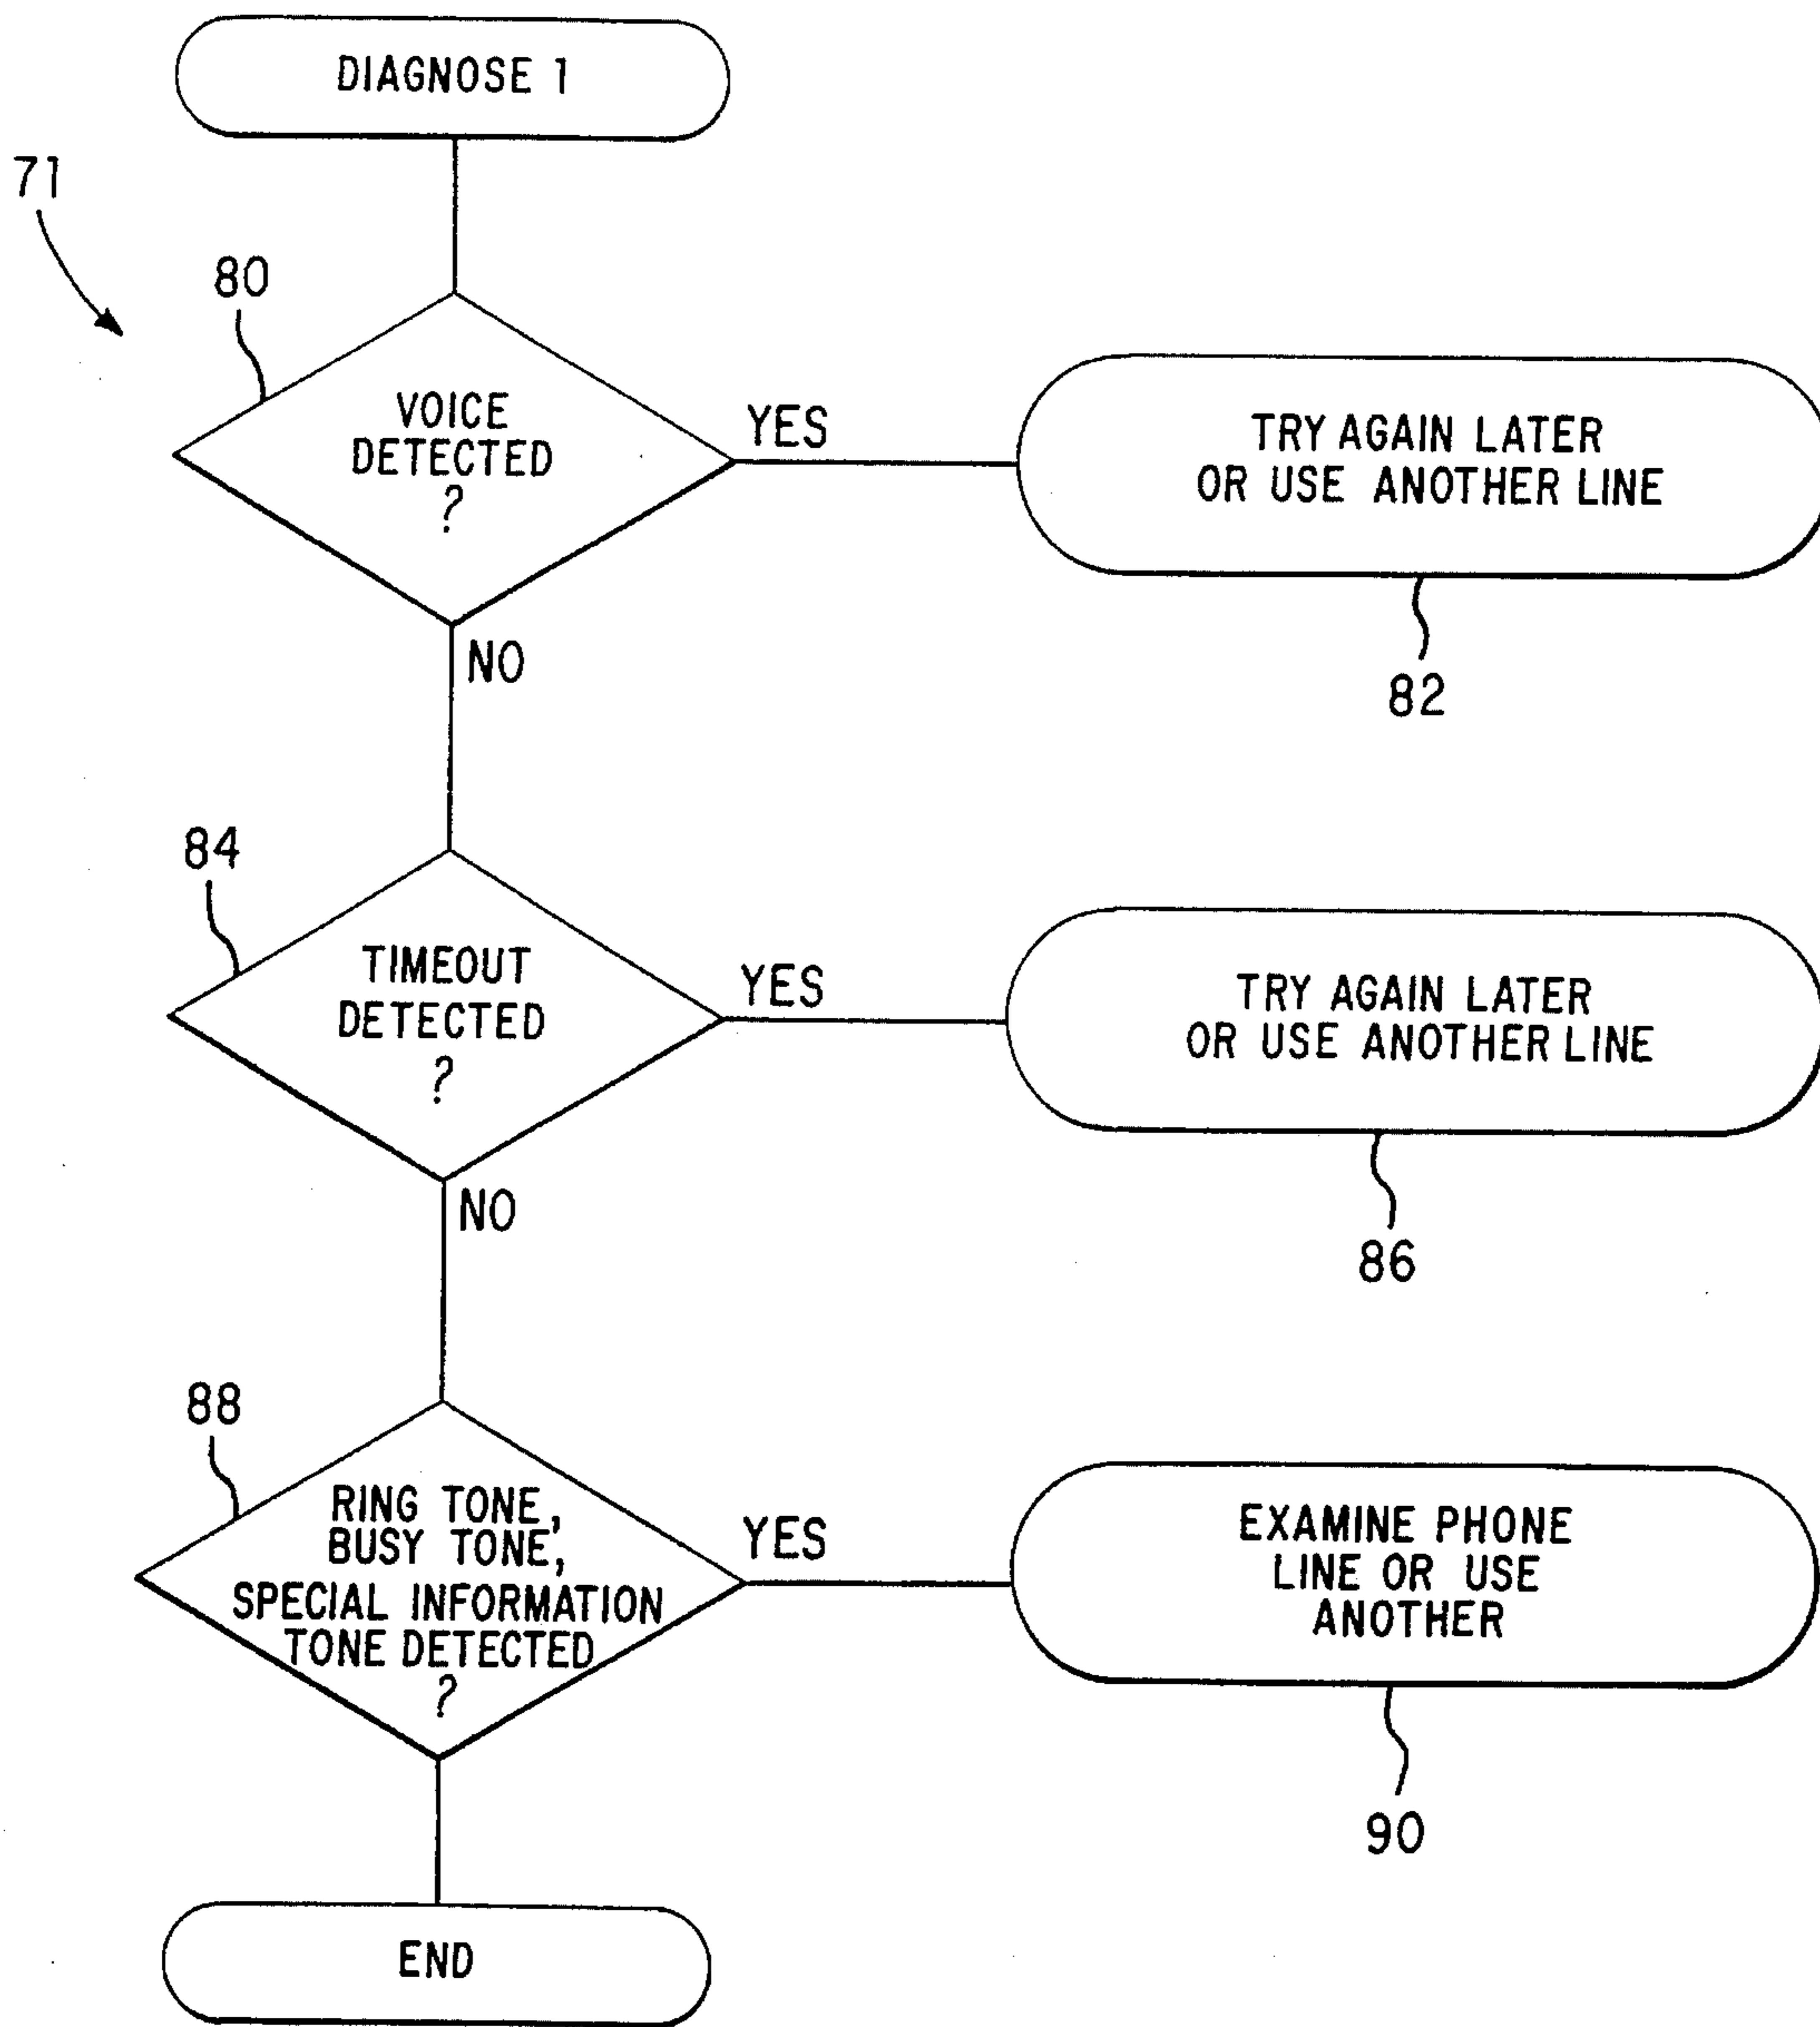 DIAGNOSE 1
71
80
VOICE
DETECTED
?
YES
TRY AGAIN LATER
OR USE ANOTHER LINE
82
NO
84
TIMEOUT
DETECTED
?
YES
TRY AGAIN LATER
OR USE ANOTHER LINE
86
NO
88
RING TONE,
BUSY TONE,
SPECIAL INFORMATION
TONE DETECTED
?
YES
EXAMINE PHONE
LINE OR USE
ANOTHER
90
END